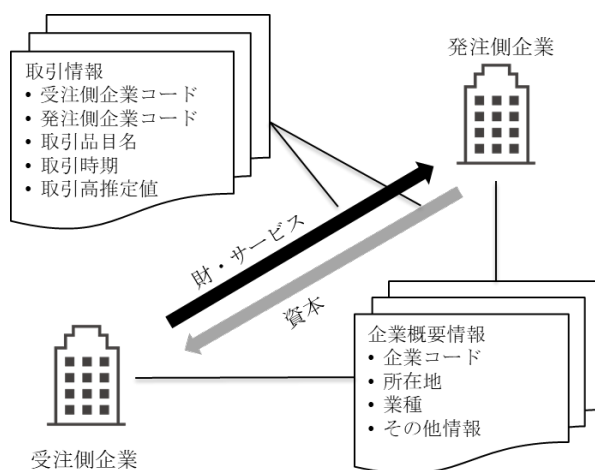 発注側企業
取引情報
• 受注側企業コード
• 発注側企業コード
• 取引品目名
• 取引時期
• 取引高推定値
財・サービス
資本
企業概要情報
• 企業コード
• 所在地
• 業種
• その他情報
受注側企業